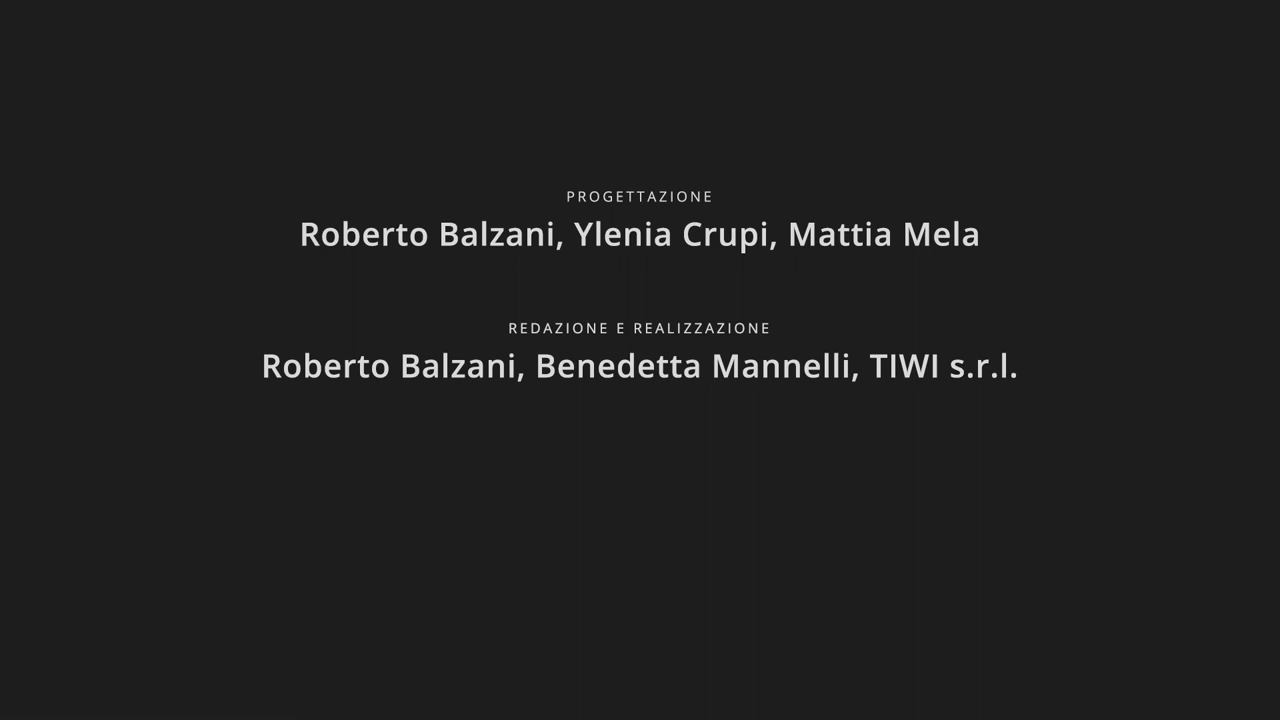 PROGETTAZIONE
Roberto Balzani, Ylenia Crupi, Mattia Mela
REDAZIONE E REALIZZAZIONE
Roberto Balzani, Benedetta Mannelli, TIWI s.r.l.